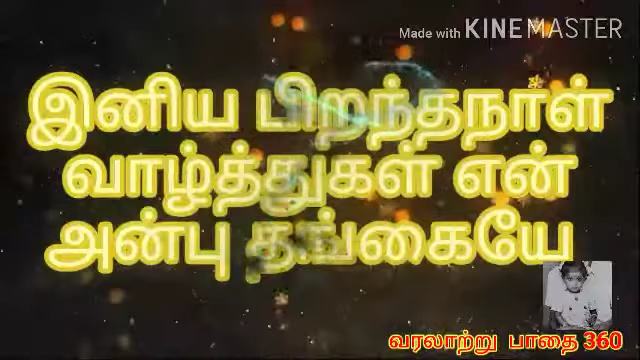 Made with KINEMASTER
இனிய பிறந்தநாள்
வாழ்த்துகள் என்
அன்பு தங்கையே
வரலாற்று பாதை 360